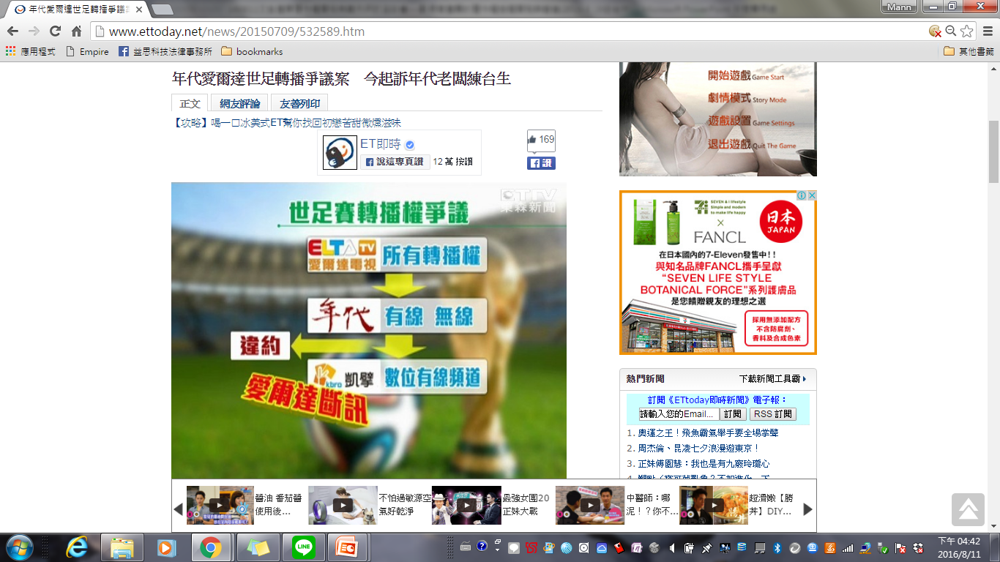 年代愛爾達世足轉播爭議案
Mann
www.ettoday.net/news/20150709/532589.htm
應用程式 Empire 益思科技法律事務所 bookmarks 其他書籤
年代愛爾達世足轉播爭議案 今起訴年代老闆練台生
正文 網友評論 友善列印
【攻略】喝一口冰美式ET幫你找回初戀苦甜微燻滋味
ET即時
說這專頁讚 12 萬 按讚
169
讚
ETTV
東森新聞
世足賽轉播權爭議
ELTA TV
愛爾達電視
所有轉播權
年代 有線 無線
違約
kbro 凱擘 數位有線頻道
愛爾達斷訊
開始遊戲 Game Start
劇情模式 Story Mode
遊戲設置 Game Settings
退出遊戲 Quit The Game
SEVEN & i lifestyle
Simple and modern
to make life happy
×
FANCL
日本
JAPAN
在日本國內的7-Eleven發售中!!
與知名品牌FANCL攜手呈獻
“SEVEN LIFE STYLE
BOTANICAL FORCE”系列護膚品
是您饋贈親友的理想之選
採用無添加配方
不含防腐劑、
香料及合成色素
熱門新聞 下載新聞工具霸
訂閱《ETtoday即時新聞》電子報：
請輸入您的Email... 訂閱 RSS 訂閱
1. 奧運之王！飛魚霸氣舉手要全場掌聲
2. 周杰倫、昆凌七夕浪漫遊東京！
3. 正妹傅園慧：我也是有九竅玲瓏心
醬油 番茄醬
使用後...
不怕過敏源空
氣好乾淨
最強女團20
正妹大戰
中醫師：哪
泥！？你不...
超滑嫩【勝
丼】DIY...
LINE
下午 04:42
2016/8/11